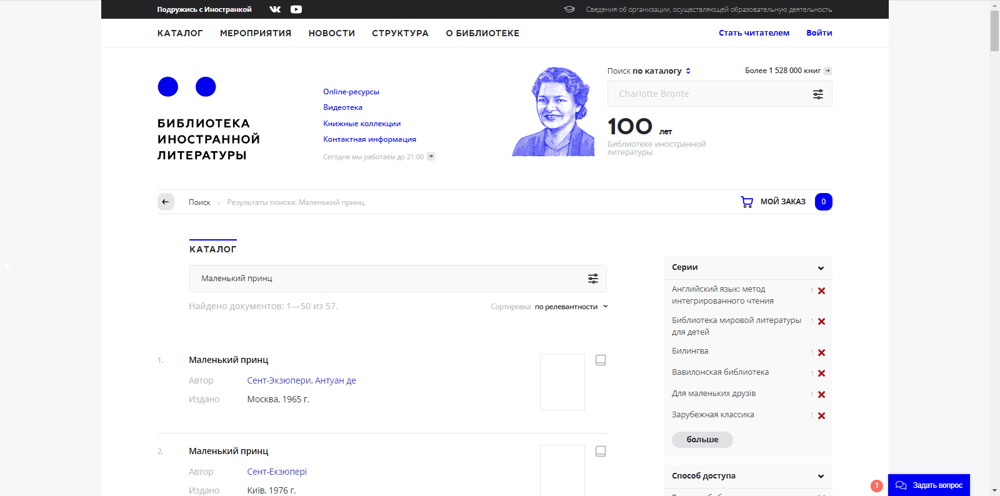 Подружись с Иностранкой
Сведения об организации, осуществляющей образовательную деятельность
КАТАЛОГ МЕРОПРИЯТИЯ НОВОСТИ СТРУКТУРА О БИБЛИОТЕКЕ
Стать читателем Войти
БИБЛИОТЕКА
ИНОСТРАННОЙ
ЛИТЕРАТУРЫ
Online-ресурсы
Видеотека
Книжные коллекции
Контактная информация
Сегодня мы работаем до 21:00
Поиск по каталогу
Более 1 528 000 книг
Charlotte Bronte
100 лет
Библиотеке иностранной
литературы
Поиск › Результаты поиска: Маленький принц
МОЙ ЗАКАЗ 0
КАТАЛОГ
Маленький принц
Найдено документов: 1—50 из 57.
Сортировка по релевантности
1. Маленький принц
Автор Сент-Экзюпери, Антуан де
Издано Москва, 1965 г.
2. Маленький принц
Автор Сент-Екзюпері
Издано Київ, 1976 г.
Серии
Английский язык: метод
интегрированного чтения 1
Библиотека мировой литературы
для детей 1
Билингва 1
Вавилонская библиотека 1
Для маленьких друзів 1
Зарубежная классика 1
больше
Способ доступа
1
Задать вопрос